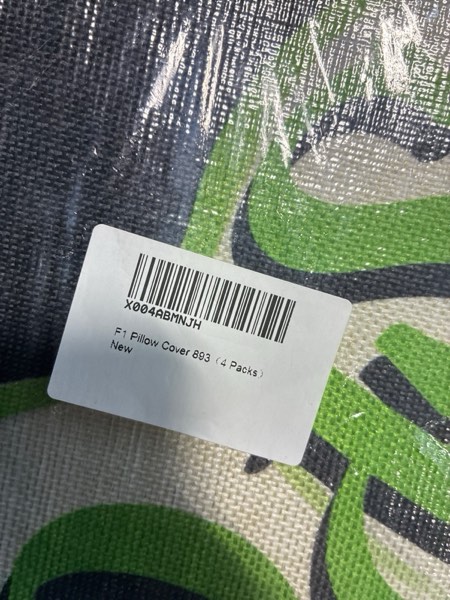 X004ABMNJH
F1 Pillow Cover 893（4 Packs）
New